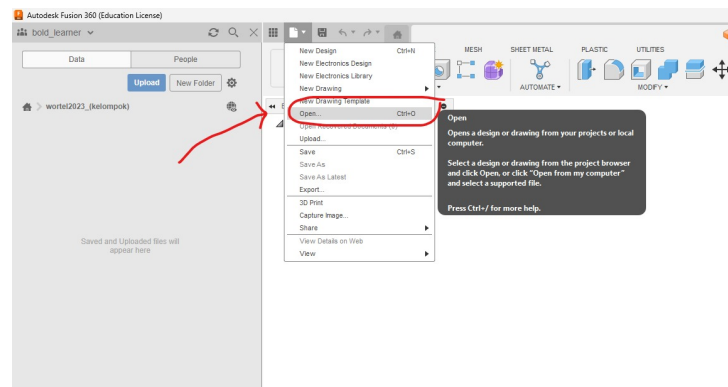 Autodesk Fusion 360 (Education License)
bold_learner
Data
People
Upload
New Folder
wortel2023_(kelompok)
Saved and Uploaded files will
appear here
New Design Ctrl+N
New Electronics Design
New Electronics Library
New Drawing
New Drawing Template
Open... Ctrl+O
Open Recovered Documents
Upload...
Save Ctrl+S
Save As
Save As Latest
Export...
3D Print
Capture Image...
Share
View Details on Web
View
MESH
SHEET METAL
PLASTIC
UTILITIES
AUTOMATE
MODIFY
Open
Opens a design or drawing from your projects or local
computer.
Select a design or drawing from the project browser
and click Open, or click "Open from my computer"
and select a supported file.
Press Ctrl+/ for more help.